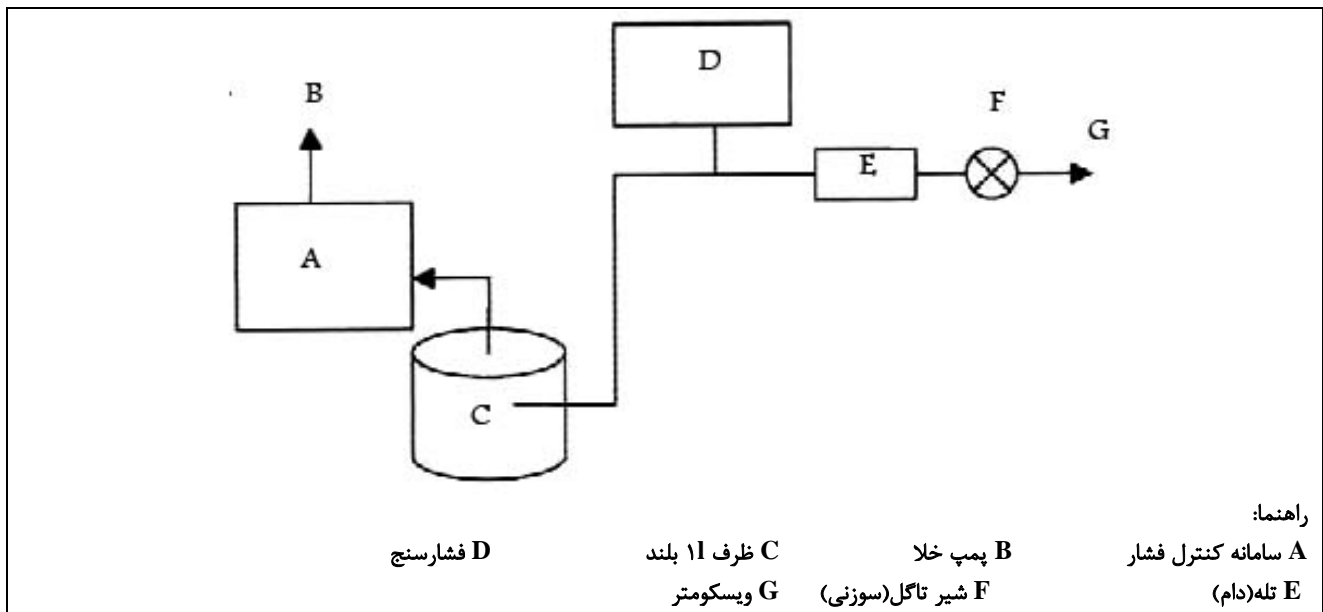 D
B
F
G
E
A
C
راهنما:
A سامانه کنترل فشار B پمپ خلا C ظرف ۱l بلند D فشارسنج
E تله(دام) F شیر تاگل(سوزنی) G ویسکومتر